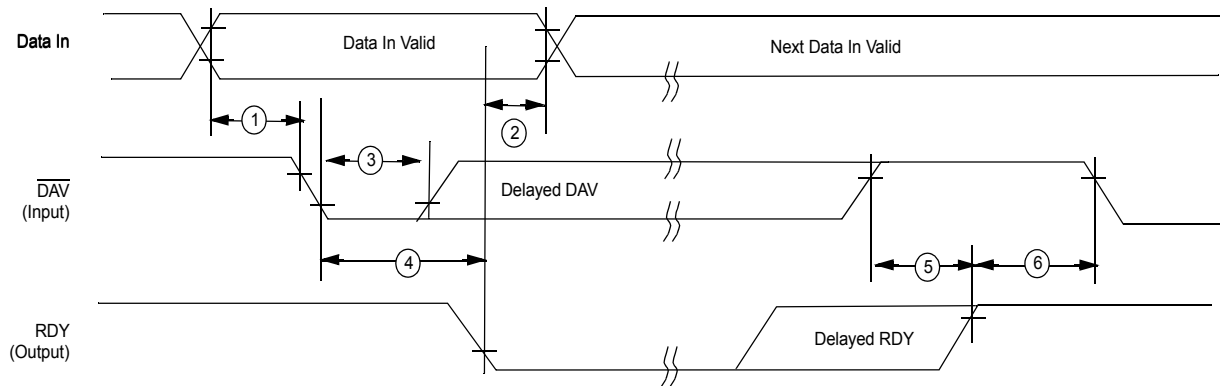 Data In
Data In Valid
Next Data In Valid
1
2
3
DAV
(Input)
Delayed DAV
4
5
6
RDY
(Output)
Delayed RDY